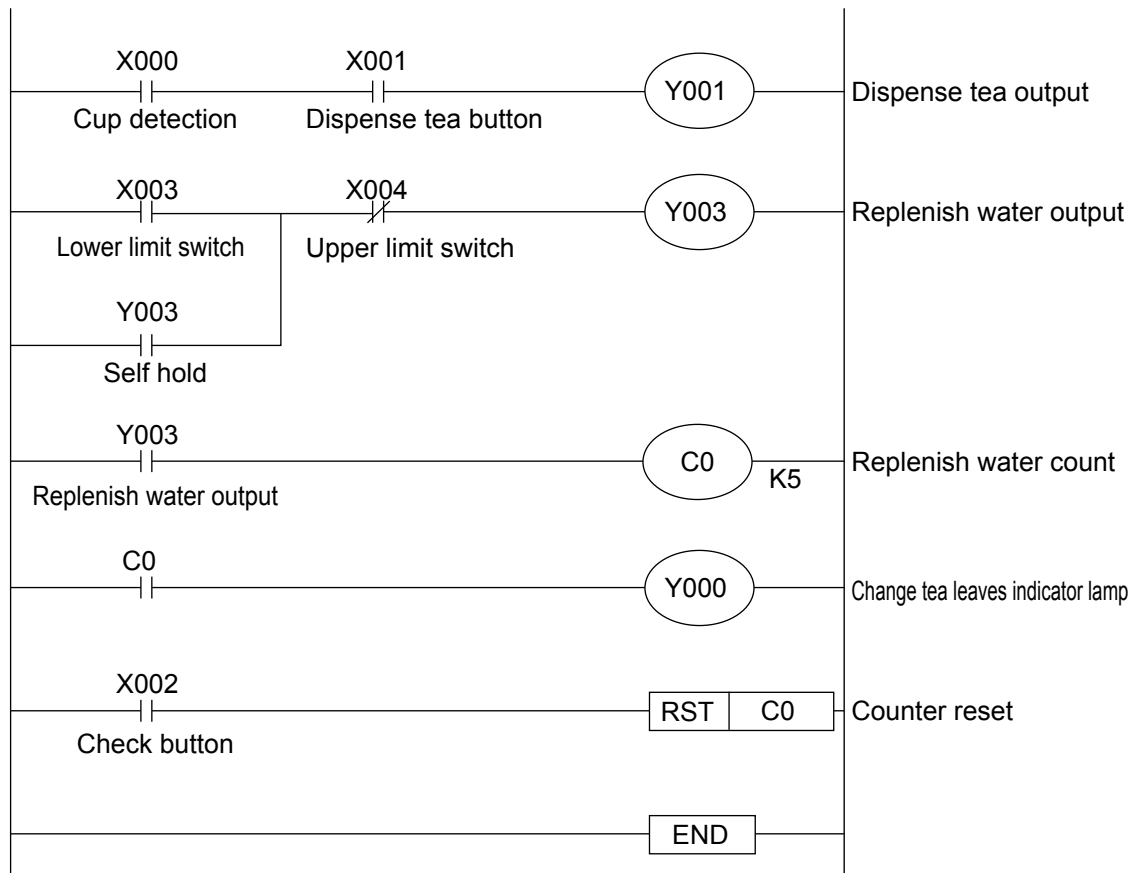 X000 X001
Y001 Dispense tea output
Cup detection Dispense tea button
X003 X004
Y003 Replenish water output
Lower limit switch Upper limit switch
Y003
Self hold
Y003
C0 K5 Replenish water count
Replenish water output
C0
Y000 Change tea leaves indicator lamp
X002
RST C0 Counter reset
Check button
END